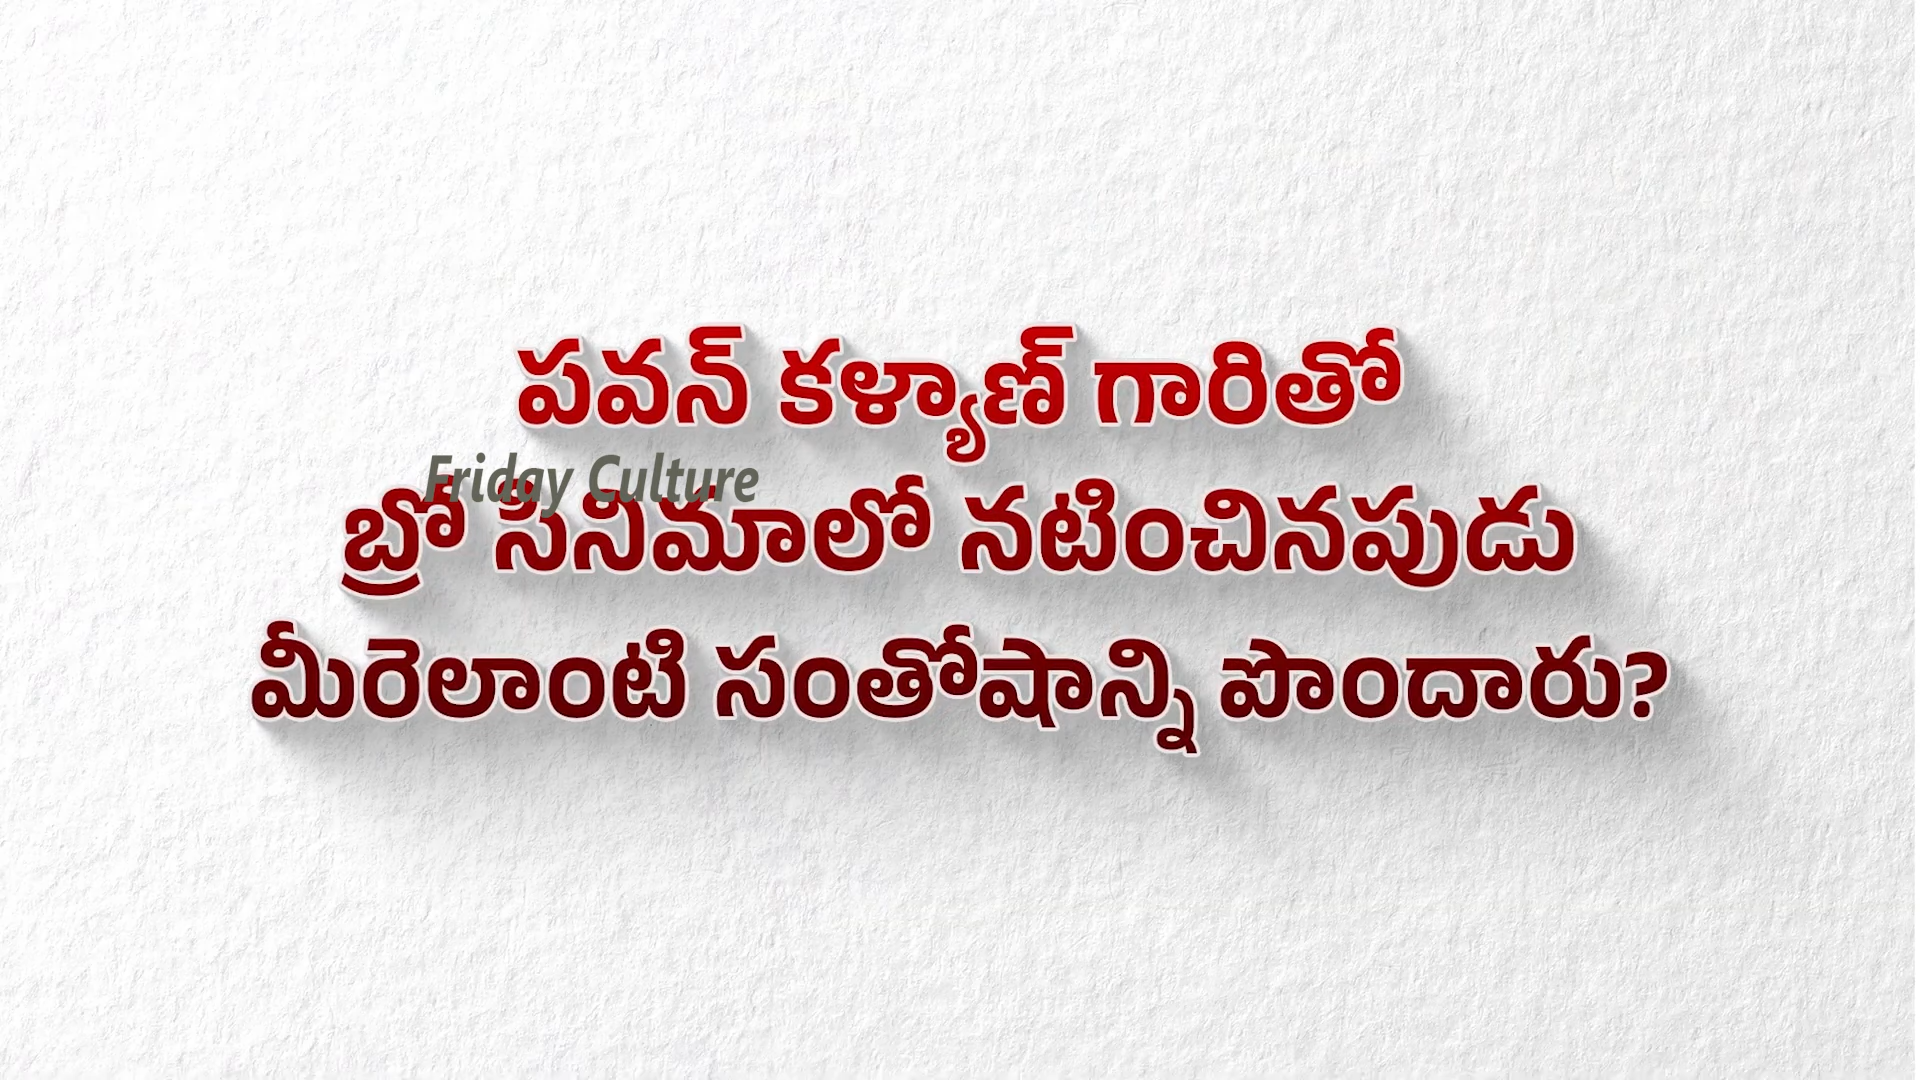 పవన్ కళ్యాణ్ గారితో
Friday Culture
బ్రో సినిమాలో నటించినపుడు
మీరెలాంటి సంతోషాన్ని పొందారు?